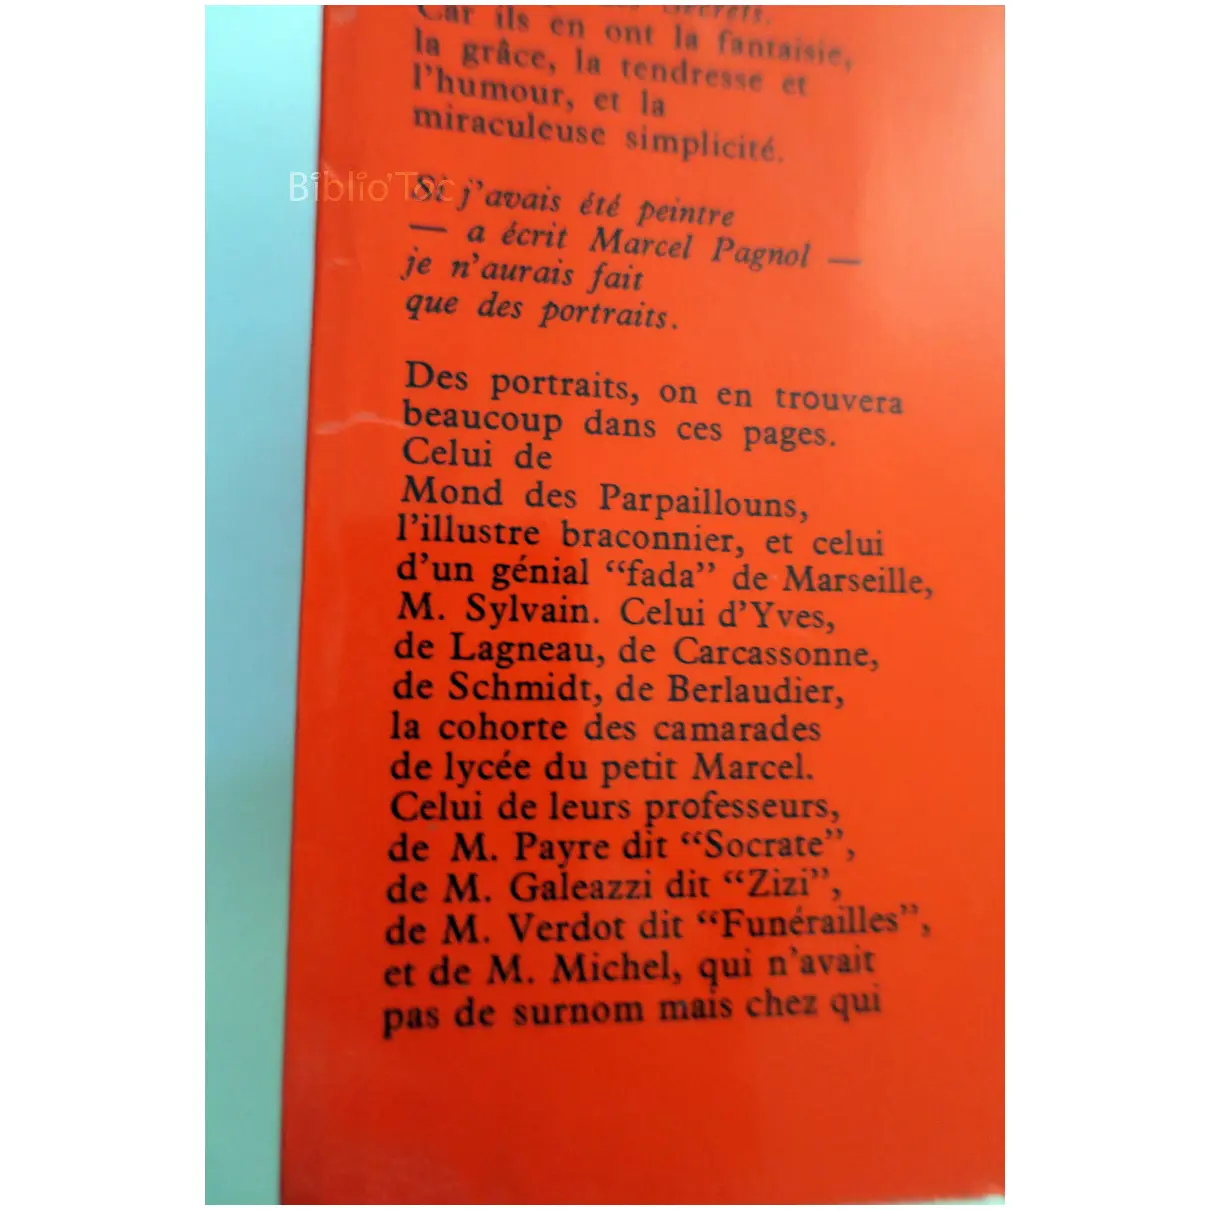 Secrets.
Car ils en ont la fantaisie,
la grâce, la tendresse et
l'humour, et la
miraculeuse simplicité.
Biblio'Toc
Si j'avais été peintre
— a écrit Marcel Pagnol —
je n'aurais fait
que des portraits.
Des portraits, on en trouvera
beaucoup dans ces pages.
Celui de
Mond des Parpaillouns,
l'illustre braconnier, et celui
d'un génial “fada” de Marseille,
M. Sylvain. Celui d'Yves,
de Lagneau, de Carcassonne,
de Schmidt, de Berlaudier,
la cohorte des camarades
de lycée du petit Marcel.
Celui de leurs professeurs,
de M. Payre dit “Socrate”,
de M. Galeazzi dit “Zizi”,
de M. Verdot dit “Funérailles”,
et de M. Michel, qui n'avait
pas de surnom mais chez qui